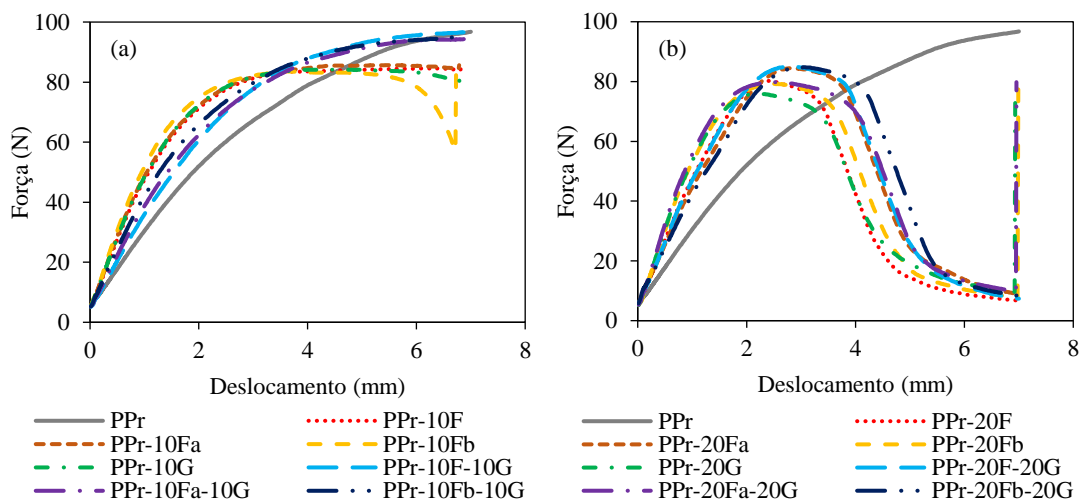 (a)
100
80
60
40
20
0
Força (N)
0 2 4 6 8
Deslocamento (mm)
PPr PPr-10F
PPr-10Fa PPr-10Fb
PPr-10G PPr-10F-10G
PPr-10Fa-10G PPr-10Fb-10G
(b)
100
80
60
40
20
0
Força (N)
0 2 4 6 8
Deslocamento (mm)
PPr PPr-20F
PPr-20Fa PPr-20Fb
PPr-20G PPr-20F-20G
PPr-20Fa-20G PPr-20Fb-20G